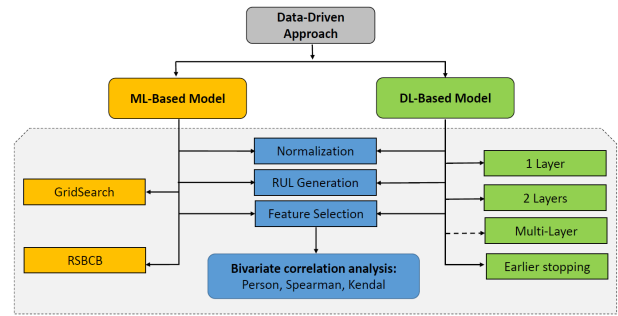 Data-Driven
Approach
ML-Based Model
DL-Based Model
Normalization
RUL Generation
Feature Selection
GridSearch
RSBCB
1 Layer
2 Layers
Multi-Layer
Earlier stopping
Bivariate correlation analysis:
Person, Spearman, Kendal